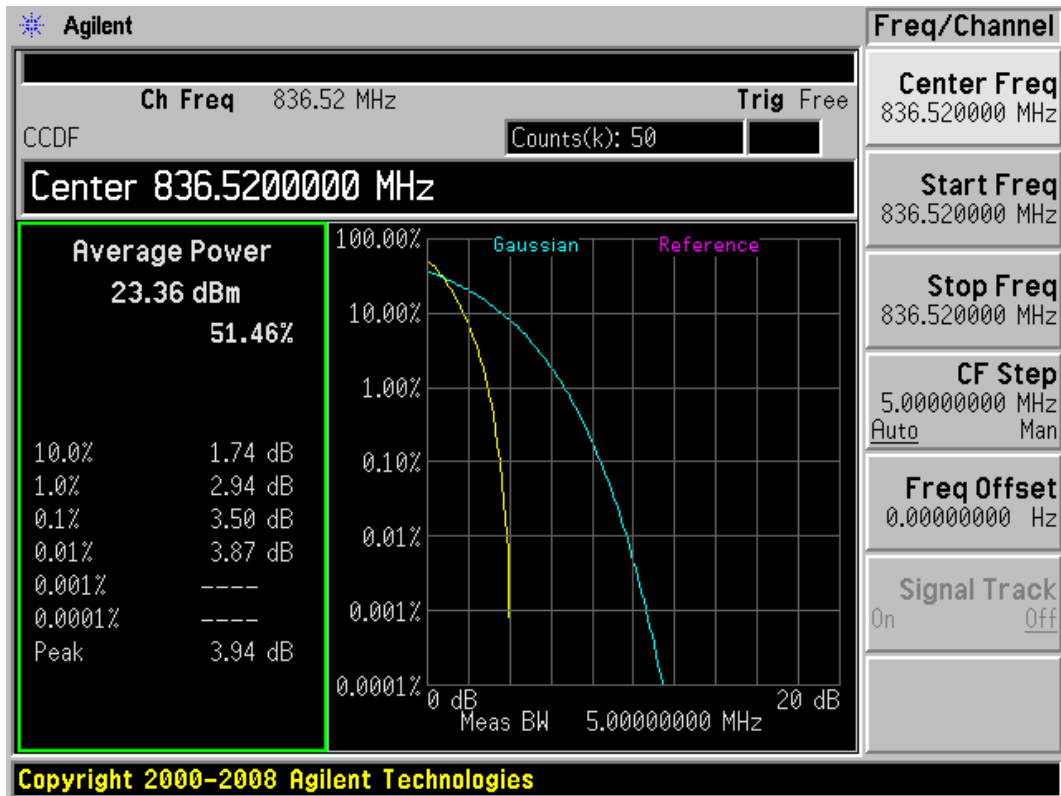 Agilent
Ch Freq 836.52 MHz Trig Free
CCDF
Counts(k): 50
Center 836.5200000 MHz
Average Power
23.36 dBm
51.46%
10.0% 1.74 dB
1.0% 2.94 dB
0.1% 3.50 dB
0.01% 3.87 dB
0.001% ----
0.0001% ----
Peak 3.94 dB
Gaussian Reference
100.00%
10.00%
1.00%
0.10%
0.01%
0.001%
0.0001%
0 dB 20 dB
Meas BW 5.00000000 MHz
Freq/Channel
Center Freq
836.520000 MHz
Start Freq
836.520000 MHz
Stop Freq
836.520000 MHz
CF Step
5.00000000 MHz
Auto Man
Freq Offset
0.00000000 Hz
Signal Track
On Off
Copyright 2000-2008 Agilent Technologies